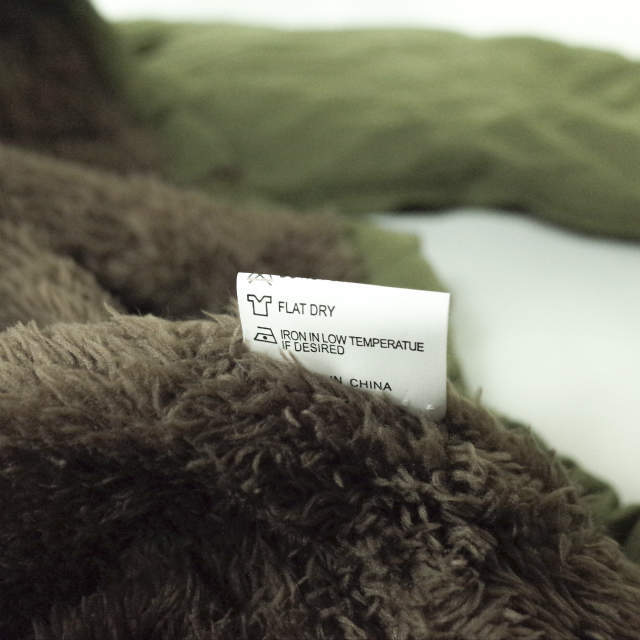 FLAT DRY
IRON IN LOW TEMPERATUE
IF DESIRED
IN CHINA